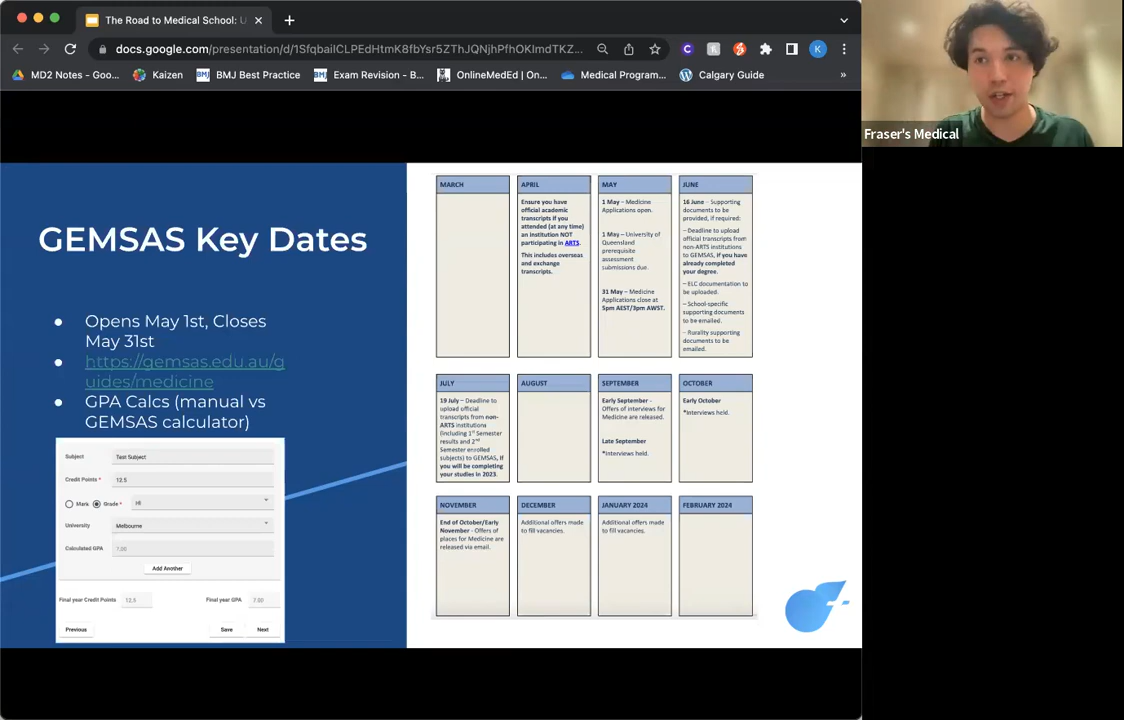 The Road to Medical School: U
docs.google.com/presentation/d/1SfqbailCLPEdHtmK8fbYsr5ZThJQNjhPfhOKImdTKZ...
C
K
MD2 Notes - Goo...
Kaizen
BMJ
BMJ Best Practice
BMJ
Exam Revision - B...
OnlineMedEd | On...
Medical Program...
Calgary Guide
»
Fraser's Medical
GEMSAS Key Dates
Opens May 1st, Closes
May 31st
https://gemsas.edu.au/g
uides/medicine
GPA Calcs (manual vs
GEMSAS calculator)
Subject
Test Subject
Credit Points *
12.5
Mark
Grade *
H1
University
Melbourne
Calculated GPA
7.00
Add Another
Final year Credit Points
12.5
Final year GPA
7.00
Previous
Save
Next
MARCH
APRIL
Ensure you have
official academic
transcripts if you
attended (at any time)
an institution NOT
participating in ARTS.
This includes overseas
and exchange
transcripts.
MAY
1 May – Medicine
Applications open.
1 May – University of
Queensland
prerequisite
assessment
submissions due.
31 May – Medicine
Applications close at
5pm AEST/3pm AWST.
JUNE
16 June – Supporting
documents to be
provided, if required:
– Deadline to upload
official transcripts from
non-ARTS institutions
to GEMSAS, if you have
already completed
your degree.
– ELC documentation to
be uploaded.
– School-specific
supporting documents
to be emailed.
– Rurality supporting
documents to be
emailed.
JULY
19 July – Deadline to
upload official
transcripts from non-
ARTS institutions
(including 1st Semester
results and 2nd
Semester enrolled
subjects) to GEMSAS, if
you will be completing
your studies in 2023.
AUGUST
SEPTEMBER
Early September -
Offers of interviews for
Medicine are released.
Late September
*Interviews held.
OCTOBER
Early October
*Interviews held.
NOVEMBER
End of October/Early
November - Offers of
places for Medicine are
released via email.
DECEMBER
Additional offers made
to fill vacancies.
JANUARY 2024
Additional offers made
to fill vacancies.
FEBRUARY 2024